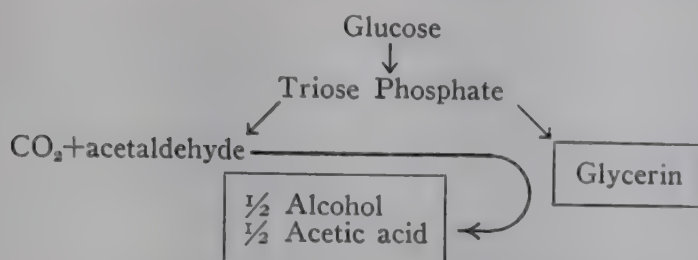 Glucose
Triose Phosphate
CO₂+acetaldehyde
Glycerin
½ Alcohol
½ Acetic acid